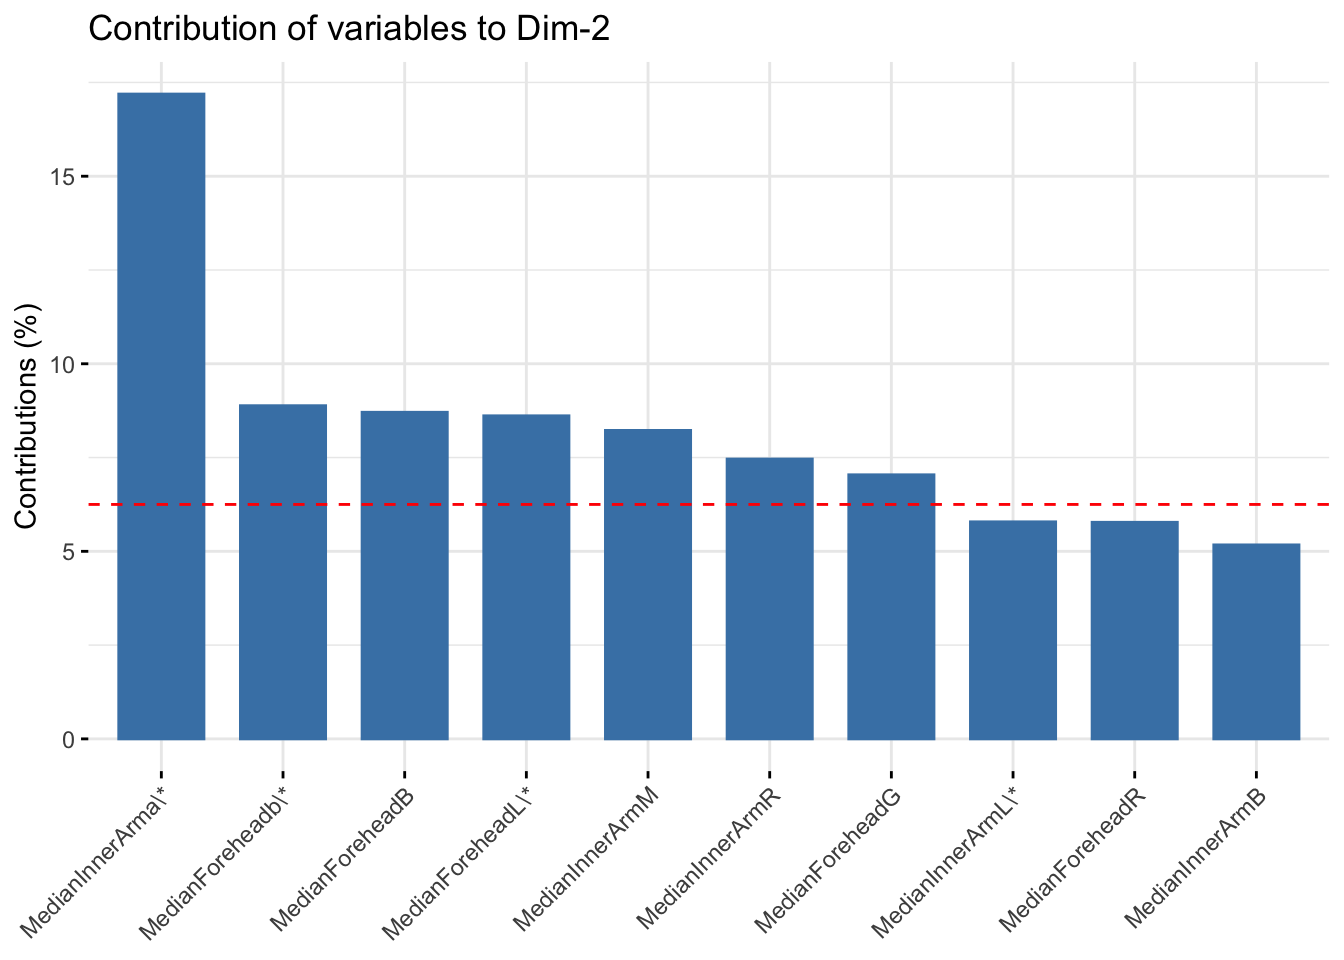 Contribution of variables to Dim-2
Contributions (%)
15
10
5
0
MedianInnerArma\*
MedianForeheadb\*
MedianForeheadB
MedianForeheadL\*
MedianInnerArmM
MedianInnerArmR
MedianForeheadG
MedianInnerArmL\*
MedianForeheadR
MedianInnerArmB